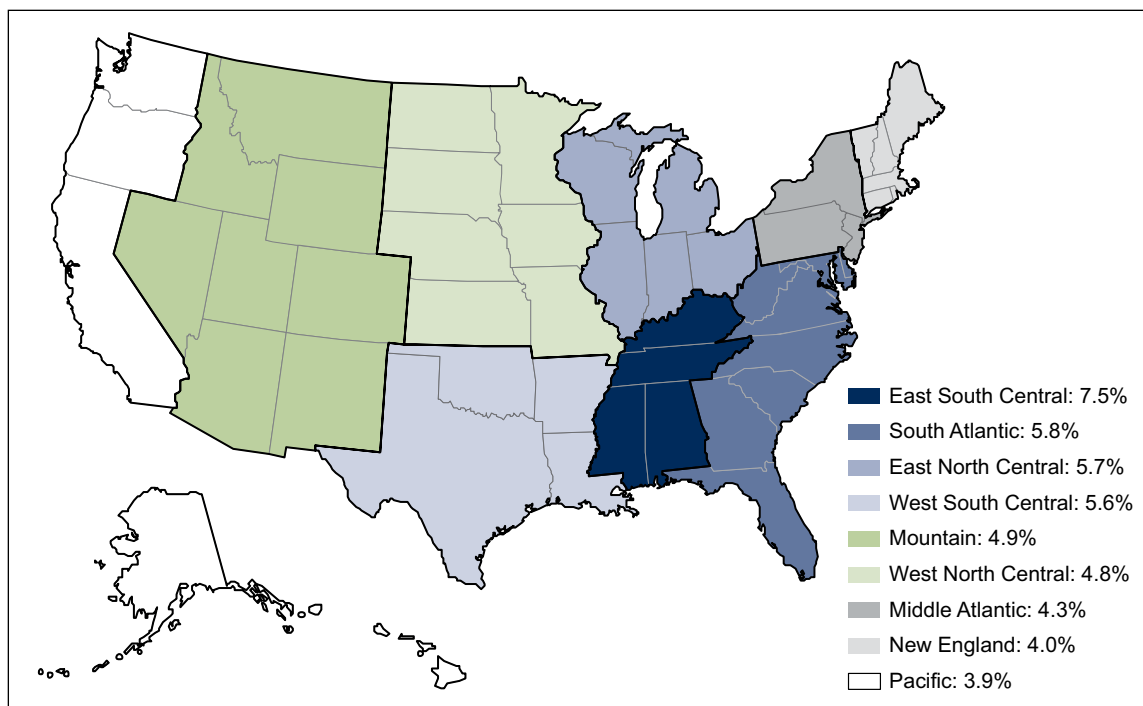 East South Central: 7.5%
South Atlantic: 5.8%
East North Central: 5.7%
West South Central: 5.6%
Mountain: 4.9%
West North Central: 4.8%
Middle Atlantic: 4.3%
New England: 4.0%
Pacific: 3.9%